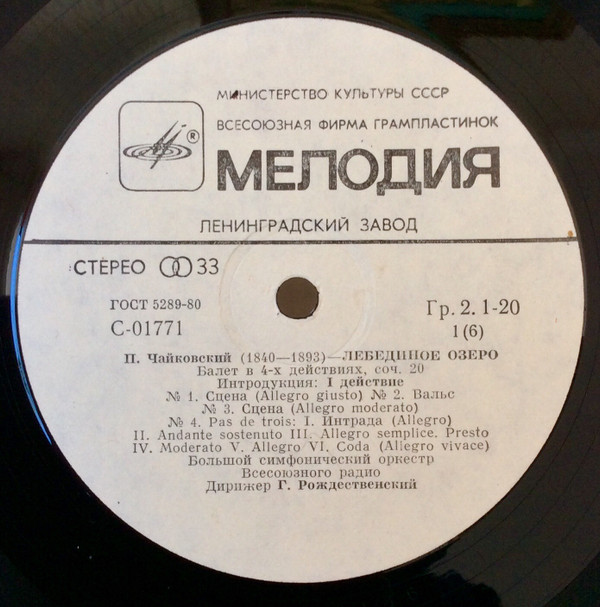 МИНИСТЕРСТВО КУЛЬТУРЫ СССР
ВСЕСОЮЗНАЯ ФИРМА ГРАМПЛАСТИНОК
®
МЕЛОДИЯ
ЛЕНИНГРАДСКИЙ ЗАВОД
СТЕРЕО 33
ГОСТ 5289-80
Гр. 2. 1-20
С-01771
1(6)
П. Чайковский (1840—1893)—ЛЕБЕДИНОЕ ОЗЕРО
Балет в 4-х действиях, соч. 20
Интродукция: I действие
№ 1. Сцена (Allegro giusto) № 2. Вальс
№ 3. Сцена (Allegro moderato)
№ 4. Pas de trois: I. Интрада (Allegro)
II. Andante sostenuto III. Allegro semplice. Presto
IV. Moderato V. Allegro VI. Coda (Allegro vivace)
Большой симфонический оркестр
Всесоюзного радио
Дирижер Г. Рождественский